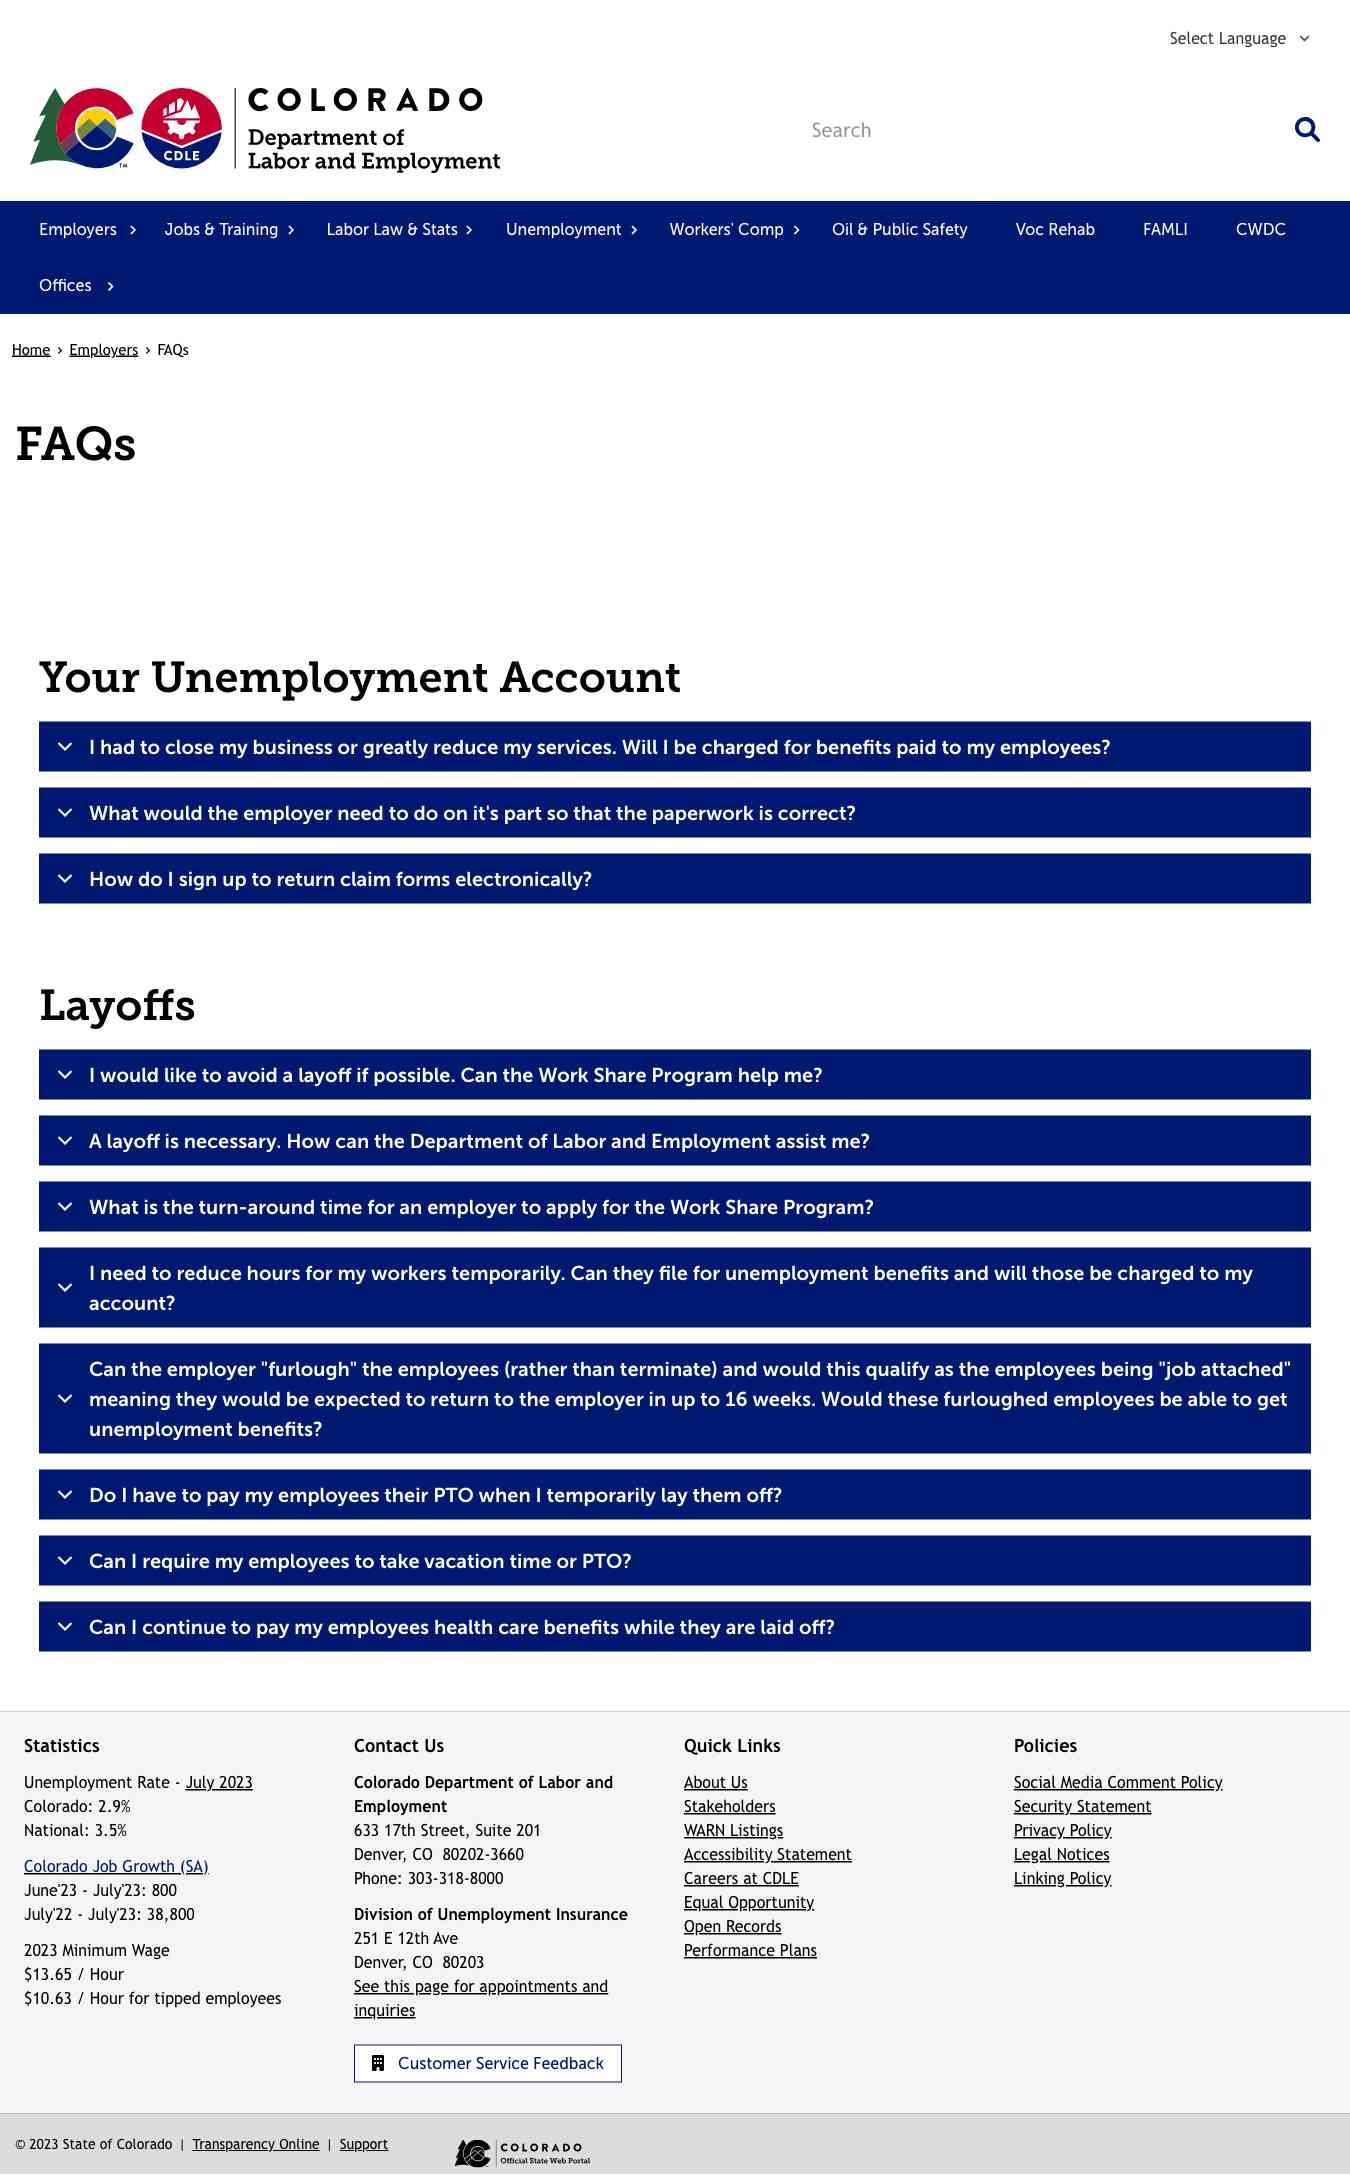 Select Language
CDLE
TM
COLORADO
Department of
Labor and Employment
Search
Employers
Jobs & Training
Labor Law & Stats
Unemployment
Workers' Comp
Oil & Public Safety
Voc Rehab
FAMLI
CWDC
Offices
Home › Employers › FAQs
FAQs
Your Unemployment Account
I had to close my business or greatly reduce my services. Will I be charged for benefits paid to my employees?
What would the employer need to do on it's part so that the paperwork is correct?
How do I sign up to return claim forms electronically?
Layoffs
I would like to avoid a layoff if possible. Can the Work Share Program help me?
A layoff is necessary. How can the Department of Labor and Employment assist me?
What is the turn-around time for an employer to apply for the Work Share Program?
I need to reduce hours for my workers temporarily. Can they file for unemployment benefits and will those be charged to my
account?
Can the employer "furlough" the employees (rather than terminate) and would this qualify as the employees being "job attached"
meaning they would be expected to return to the employer in up to 16 weeks. Would these furloughed employees be able to get
unemployment benefits?
Do I have to pay my employees their PTO when I temporarily lay them off?
Can I require my employees to take vacation time or PTO?
Can I continue to pay my employees health care benefits while they are laid off?
Statistics
Unemployment Rate - July 2023
Colorado: 2.9%
National: 3.5%
Colorado Job Growth (SA)
June'23 - July'23: 800
July'22 - July'23: 38,800
2023 Minimum Wage
$13.65 / Hour
$10.63 / Hour for tipped employees
Contact Us
Colorado Department of Labor and
Employment
633 17th Street, Suite 201
Denver, CO  80202-3660
Phone: 303-318-8000
Division of Unemployment Insurance
251 E 12th Ave
Denver, CO  80203
See this page for appointments and
inquiries
Customer Service Feedback
Quick Links
About Us
Stakeholders
WARN Listings
Accessibility Statement
Careers at CDLE
Equal Opportunity
Open Records
Performance Plans
Policies
Social Media Comment Policy
Security Statement
Privacy Policy
Legal Notices
Linking Policy
© 2023 State of Colorado | Transparency Online | Support
COLORADO
Official State Web Portal